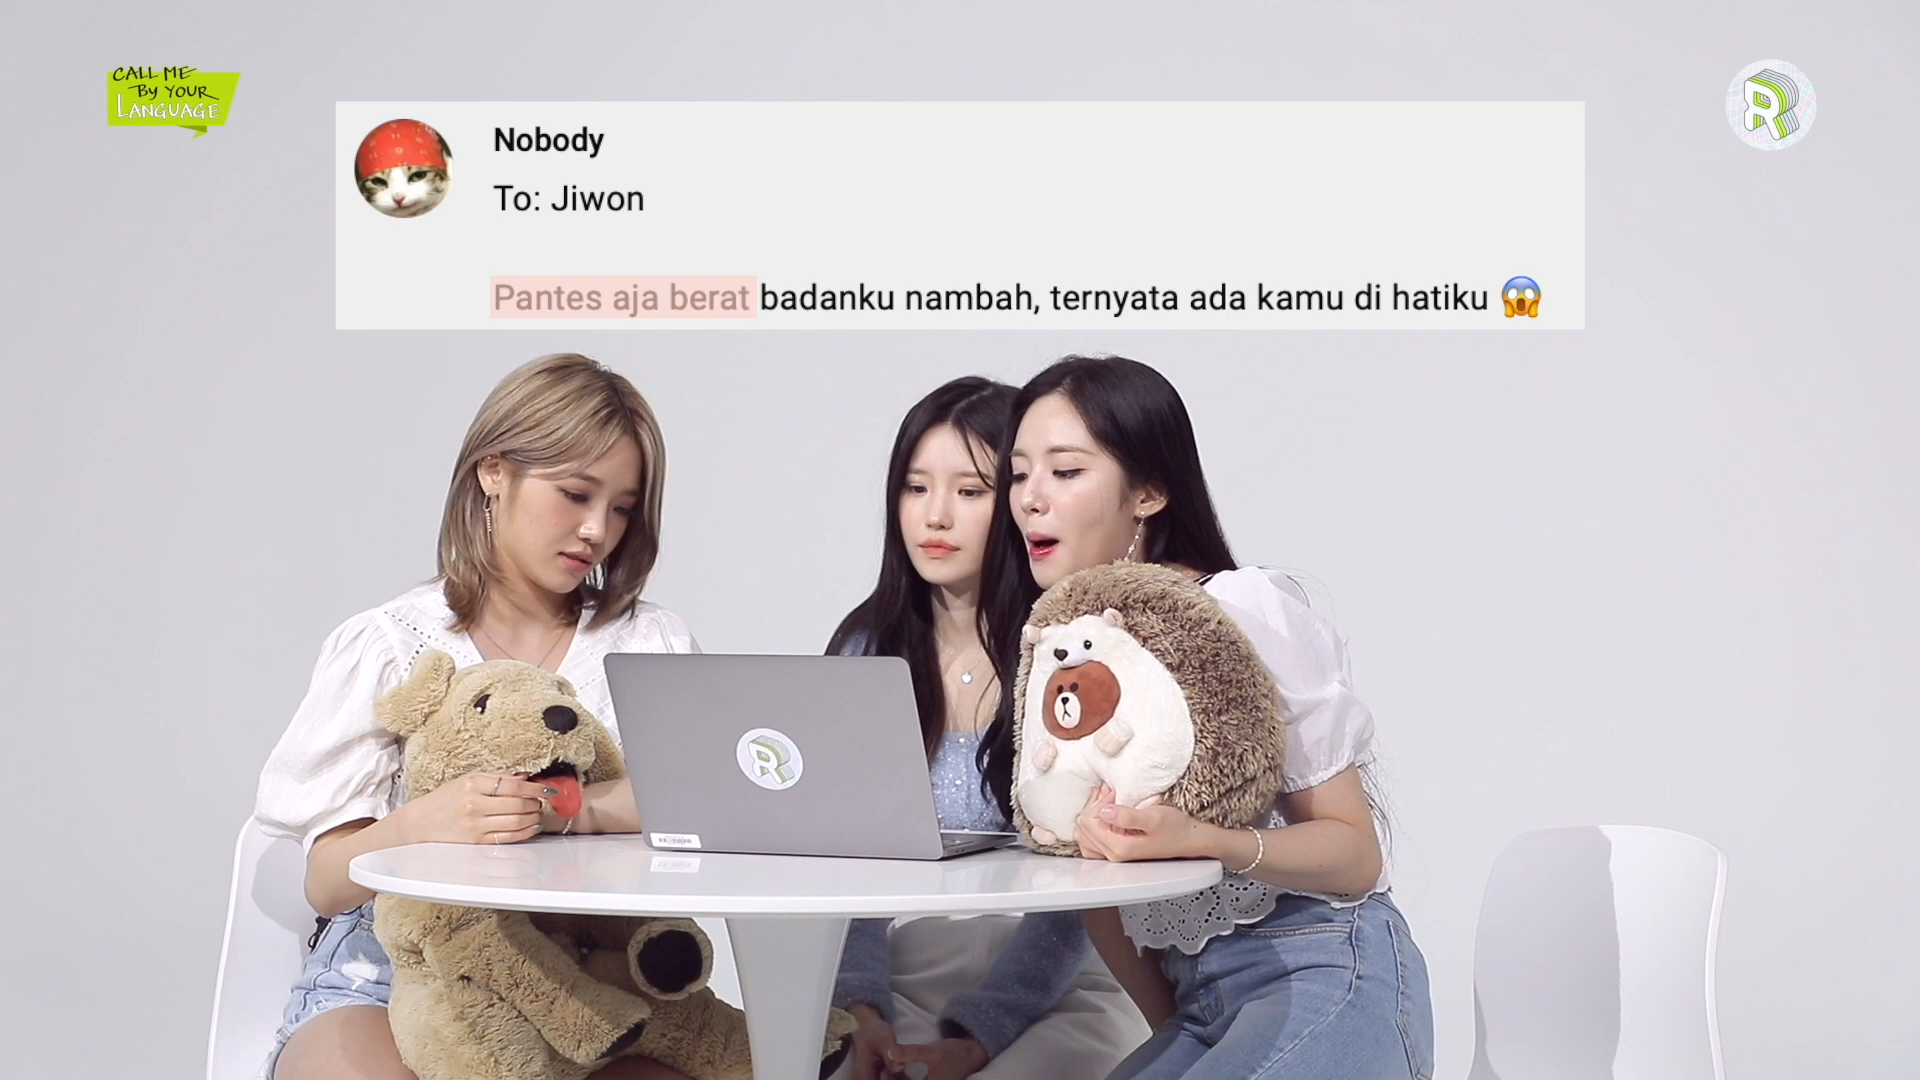 CALL ME
By YOUR
LANGUAGE
R
Nobody
To: Jiwon
Pantes aja berat badanku nambah, ternyata ada kamu di hatiku 😱
R